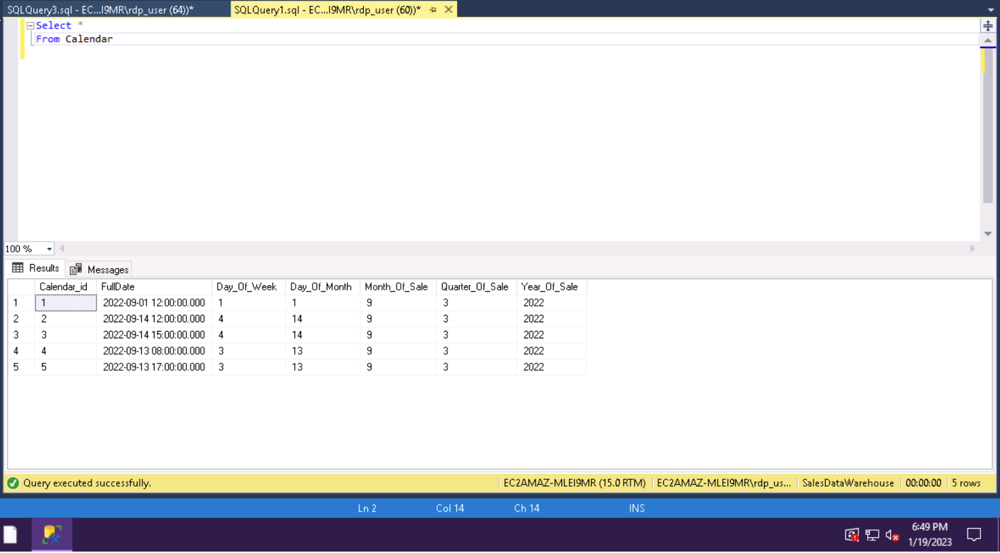 SQLQuery3.sql - EC...I9MR\rdp_user (64))*
SQLQuery1.sql - EC...I9MR\rdp_user (60))*
Select *
From Calendar
100 %
Results
Messages
Calendar_id FullDate Day_Of_Week Day_Of_Month Month_Of_Sale Quarter_Of_Sale Year_Of_Sale
1 1 2022-09-01 12:00:00.000 1 1 9 3 2022
2 2 2022-09-14 12:00:00.000 4 14 9 3 2022
3 3 2022-09-14 15:00:00.000 4 14 9 3 2022
4 4 2022-09-13 08:00:00.000 3 13 9 3 2022
5 5 2022-09-13 17:00:00.000 3 13 9 3 2022
Query executed successfully.
EC2AMAZ-MLEI9MR (15.0 RTM)
EC2AMAZ-MLEI9MR\rdp_us...
SalesDataWarehouse
00:00:00
5 rows
Ln 2
Col 14
Ch 14
INS
6:49 PM
1/19/2023